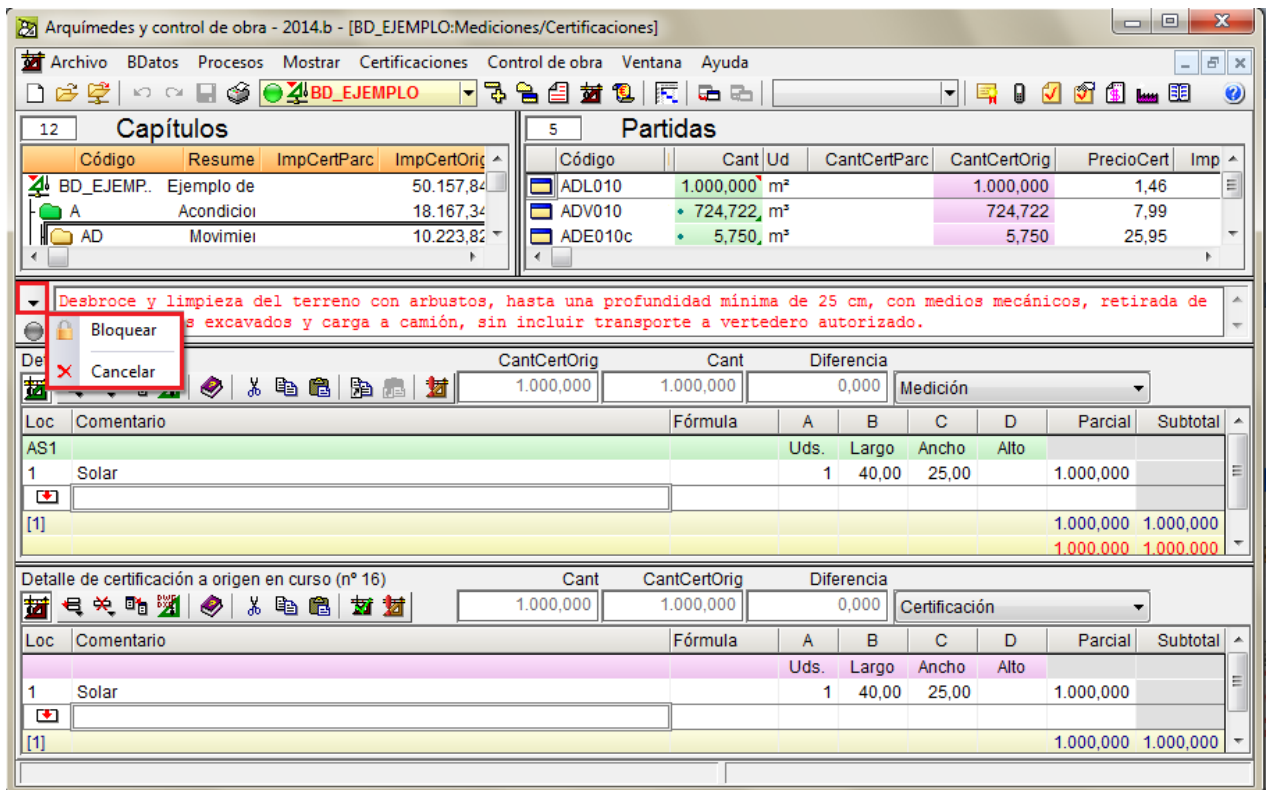 Arquímedes y control de obra - 2014.b - [BD_EJEMPLO:Mediciones/Certificaciones]
Archivo BDatos Procesos Mostrar Certificaciones Control de obra Ventana Ayuda
BD_EJEMPLO
12 Capítulos
Código Resume ImpCertParc ImpCertOrig
BD_EJEMP.. Ejemplo de 50.157,84
A Acondicion 18.167,34
AD Movimier 10.223,82
5 Partidas
Código Cant Ud CantCertParc CantCertOrig PrecioCert Imp
ADL010 1.000,000 m² 1.000,000 1,46
ADV010 724,722 m³ 724,722 7,99
ADE010c 5,750 m³ 5,750 25,95
Desbroce y limpieza del terreno con arbustos, hasta una profundidad mínima de 25 cm, con medios mecánicos, retirada de
s excavados y carga a camión, sin incluir transporte a vertedero autorizado.
Bloquear
Cancelar
Det CantCertOrig Cant Diferencia
1.000,000 1.000,000 0,000 Medición
Loc Comentario Fórmula A B C D Parcial Subtotal
AS1 Uds. Largo Ancho Alto
1 Solar 1 40,00 25,00 1.000,000
[1] 1.000,000 1.000,000
1.000,000 1.000,000
Detalle de certificación a origen en curso (nº 16) Cant CantCertOrig Diferencia
1.000,000 1.000,000 0,000 Certificación
Loc Comentario Fórmula A B C D Parcial Subtotal
Uds. Largo Ancho Alto
1 Solar 1 40,00 25,00 1.000,000
[1] 1.000,000 1.000,000